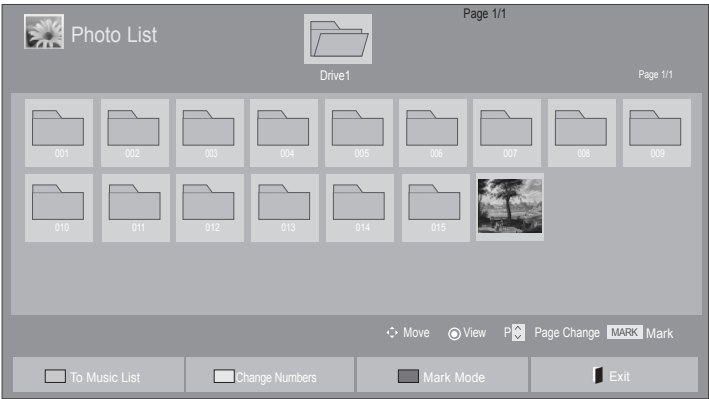 Page 1/1
Photo List
Drive1
Page 1/1
001 002 003 004 005 006 007 008 009
010 011 012 013 014 015
Move View P Page Change MARK Mark
To Music List Change Numbers Mark Mode Exit